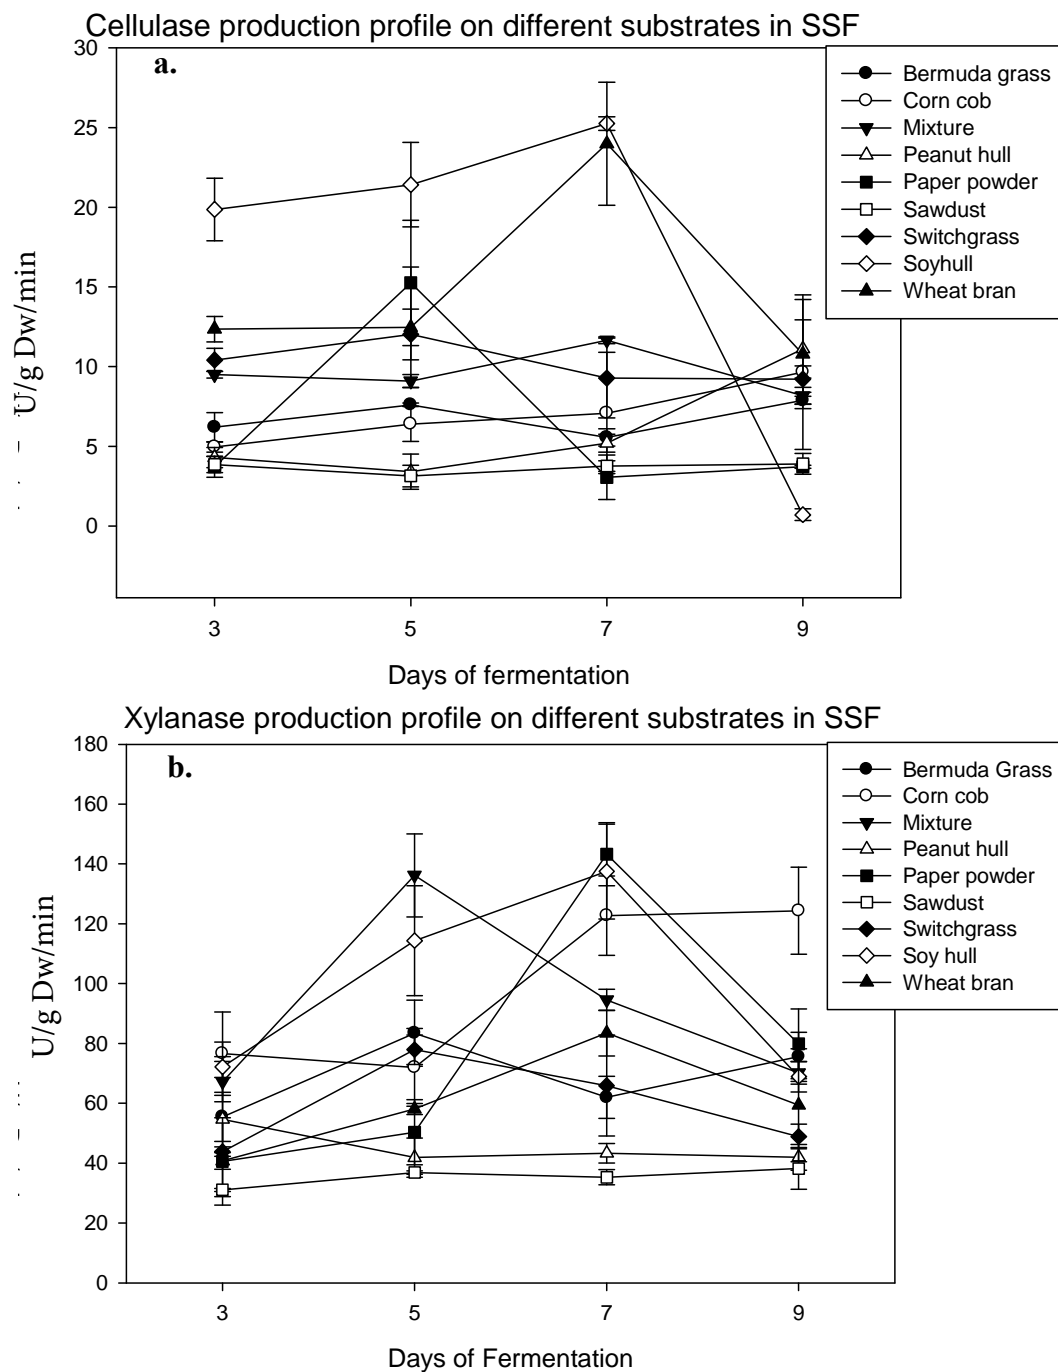 Cellulase production profile on different substrates in SSF
a.
30
25
20
15
10
5
0
U/g Dw/min
3 5 7 9
Days of fermentation
Bermuda grass
Corn cob
Mixture
Peanut hull
Paper powder
Sawdust
Switchgrass
Soyhull
Wheat bran
Xylanase production profile on different substrates in SSF
b.
180
160
140
120
100
80
60
40
20
0
U/g Dw/min
3 5 7 9
Days of Fermentation
Bermuda Grass
Corn cob
Mixture
Peanut hull
Paper powder
Sawdust
Switchgrass
Soy hull
Wheat bran